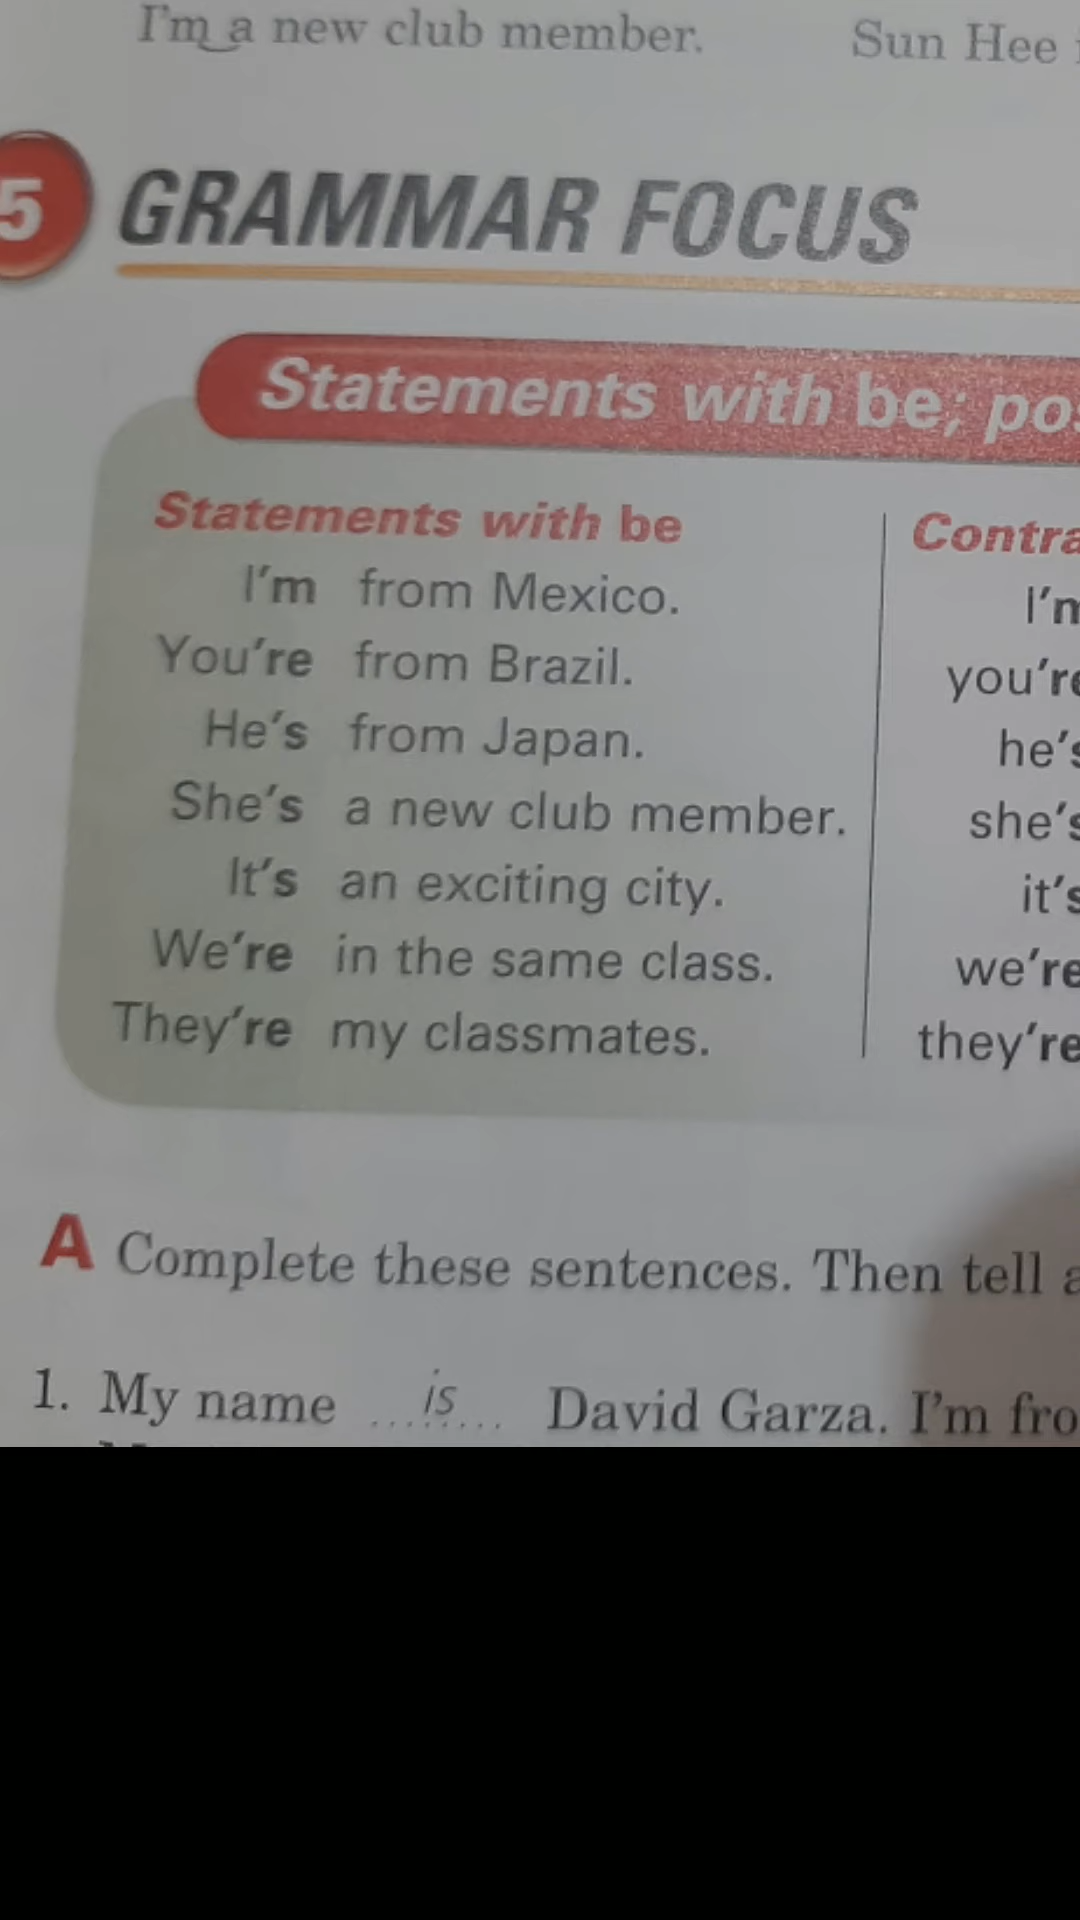 I'm a new club member. Sun Hee
5 GRAMMAR FOCUS
Statements with be;
Statements with be
I'm from Mexico.
You're from Brazil.
He's from Japan.
She's a new club member.
It's an exciting city.
We're in the same class.
They're my classmates.
you're
he's
she's
it's
we're
they're
A Complete these sentences. Then tell
1. My name is David Garza. I'm